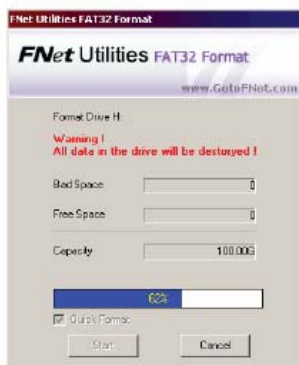 FNet Utilities FAT32 Format
FNet Utilities FAT32 Format
www.GotoFNet.com
Format Drive H:
Warning !
All data in the drive will be destoryed !
Bad Space 0
Free Space 0
Capacity 100.00G
62%
Quick Format
Start Cancel